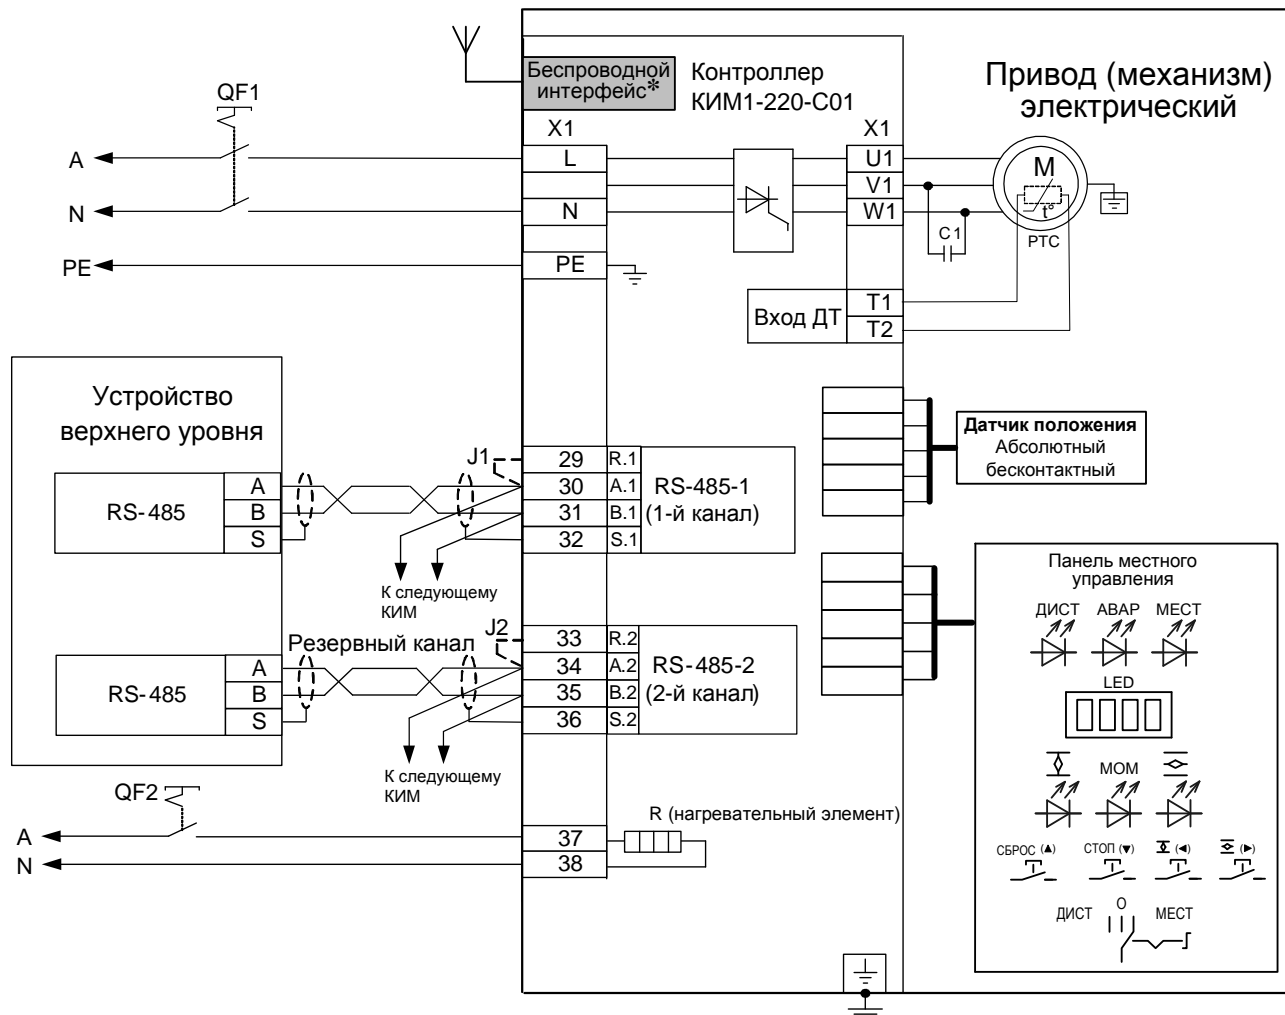 Беспроводной
интерфейс*
Контроллер
КИМ1-220-С01
Привод (механизм)
электрический
QF1
X1
X1
A
L
U1
M
V1
N
N
W1
t°
C1
PTC
PE
PE
Вход ДТ
T1
T2
Устройство
верхнего уровня
Датчик положения
Абсолютный
бесконтактный
J1
29
R.1
RS-485
A
30
A.1
RS-485-1
B
31
B.1
(1-й канал)
S
32
S.1
К следующему
КИМ
Резервный канал
J2
33
R.2
RS-485
A
34
A.2
RS-485-2
B
35
B.2
(2-й канал)
S
36
S.2
К следующему
КИМ
QF2
R (нагревательный элемент)
A
37
N
38
Панель местного
управления
ДИСТ АВАР МЕСТ
LED
МОМ
СБРОС (▲) СТОП (▼) (◄) (►)
ДИСТ O МЕСТ